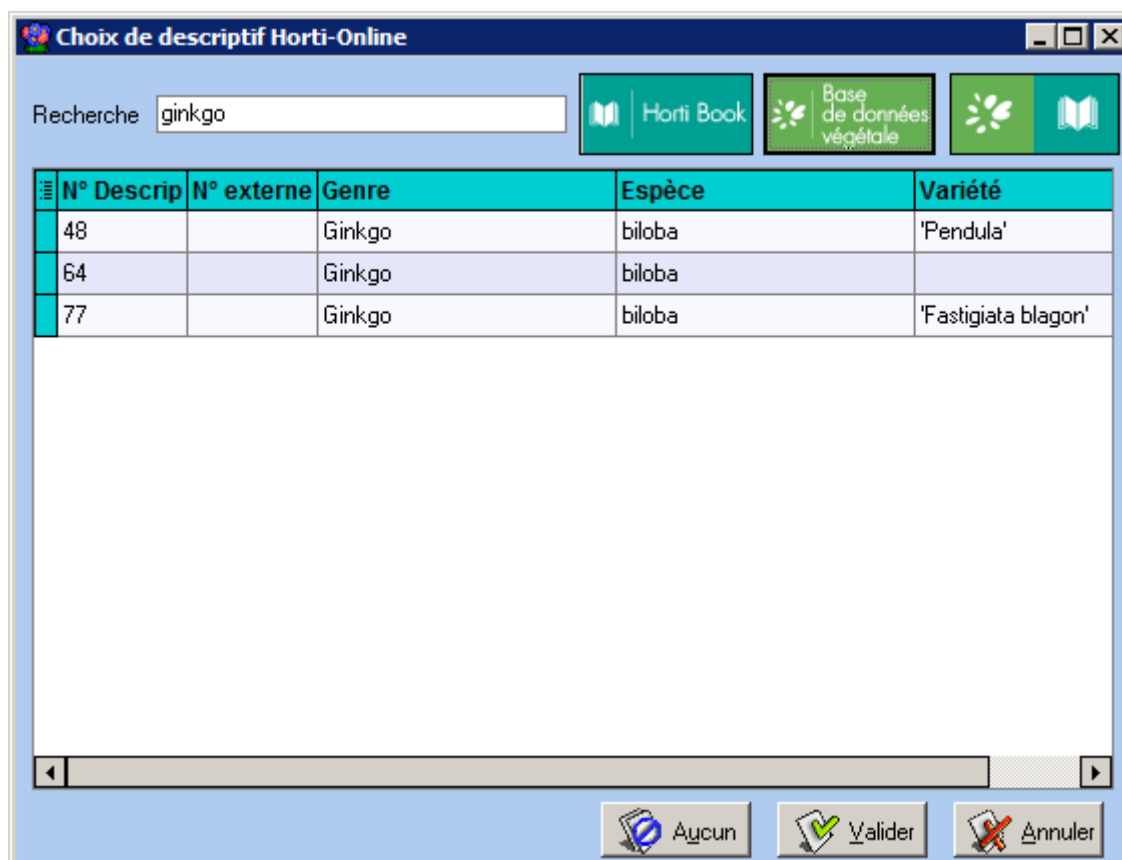 Choix de descriptif Horti-Online
Recherche ginkgo
Horti Book
Base
de données
végétale
N° Descrip N° externe Genre Espèce Variété
48 Ginkgo biloba 'Pendula'
64 Ginkgo biloba
77 Ginkgo biloba 'Fastigiata blagon'
Aucun Valider Annuler